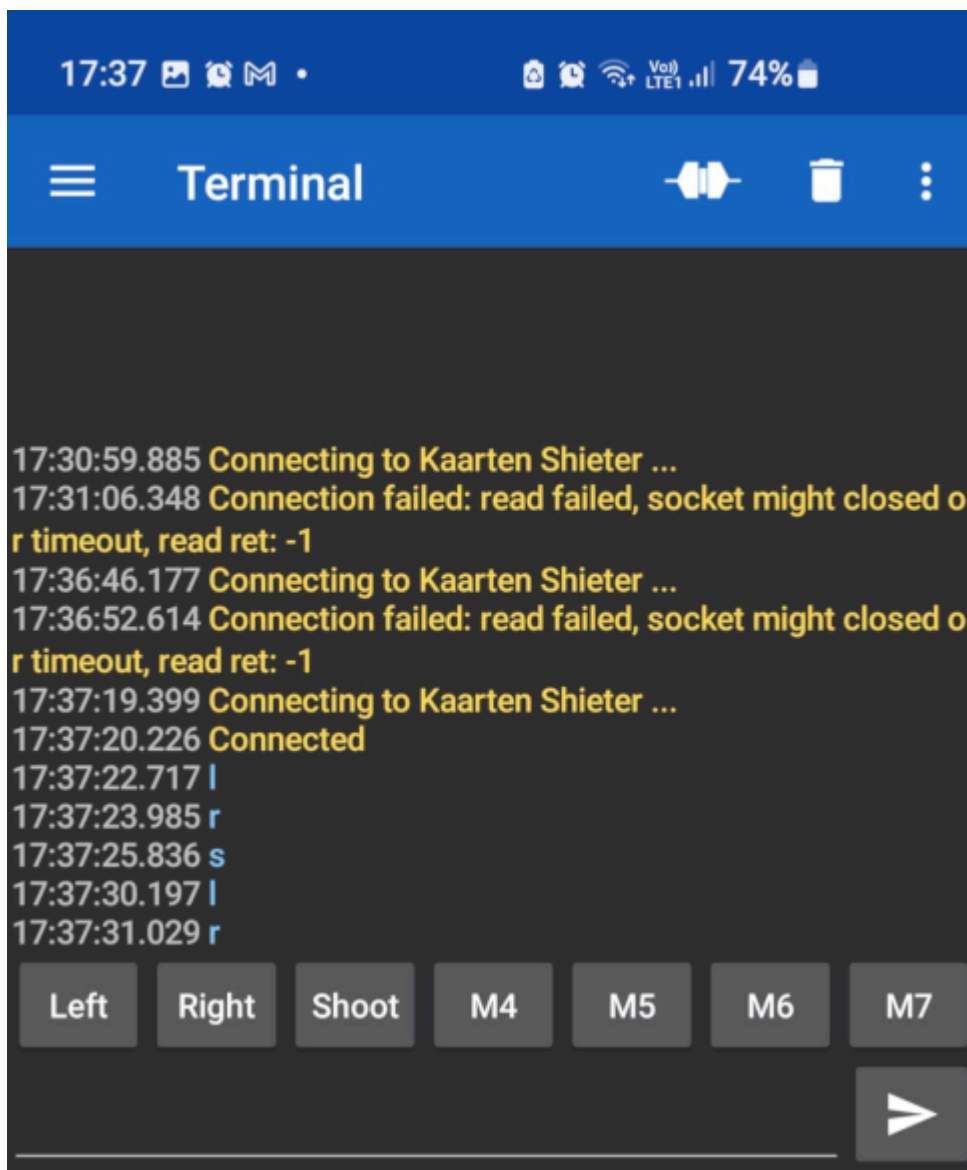 17:37
Vo)) LTE1 74%
Terminal
17:30:59.885 Connecting to Kaarten Shieter ...
17:31:06.348 Connection failed: read failed, socket might closed o
r timeout, read ret: -1
17:36:46.177 Connecting to Kaarten Shieter ...
17:36:52.614 Connection failed: read failed, socket might closed o
r timeout, read ret: -1
17:37:19.399 Connecting to Kaarten Shieter ...
17:37:20.226 Connected
17:37:22.717 l
17:37:23.985 r
17:37:25.836 s
17:37:30.197 l
17:37:31.029 r
Left Right Shoot M4 M5 M6 M7